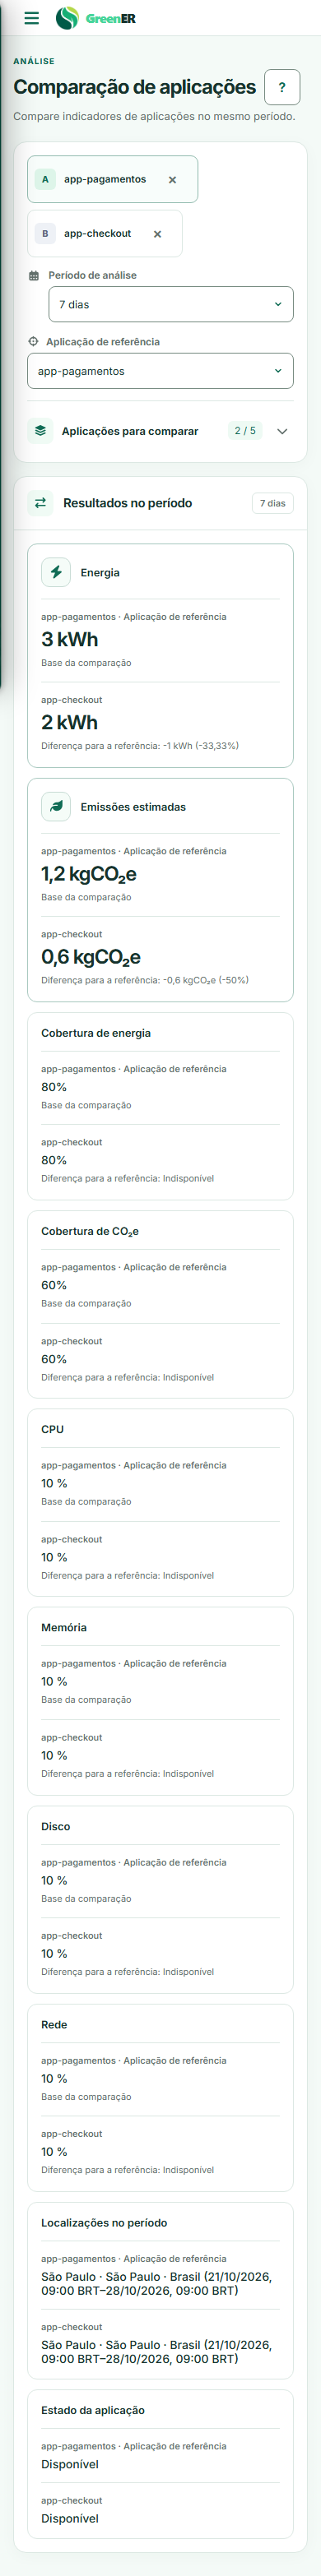 GreenER
ANÁLISE
Comparação de aplicações
?
Compare indicadores de aplicações no mesmo período.
A app-pagamentos ×
B app-checkout ×
Período de análise
7 dias
Aplicação de referência
app-pagamentos
Aplicações para comparar 2 / 5
Resultados no período 7 dias
Energia
app-pagamentos · Aplicação de referência
3 kWh
Base da comparação
app-checkout
2 kWh
Diferença para a referência: -1 kWh (-33,33%)
Emissões estimadas
app-pagamentos · Aplicação de referência
1,2 kgCO₂e
Base da comparação
app-checkout
0,6 kgCO₂e
Diferença para a referência: -0,6 kgCO₂e (-50%)
Cobertura de energia
app-pagamentos · Aplicação de referência
80%
Base da comparação
app-checkout
80%
Diferença para a referência: Indisponível
Cobertura de CO₂e
app-pagamentos · Aplicação de referência
60%
Base da comparação
app-checkout
60%
Diferença para a referência: Indisponível
CPU
app-pagamentos · Aplicação de referência
10 %
Base da comparação
app-checkout
10 %
Diferença para a referência: Indisponível
Memória
app-pagamentos · Aplicação de referência
10 %
Base da comparação
app-checkout
10 %
Diferença para a referência: Indisponível
Disco
app-pagamentos · Aplicação de referência
10 %
Base da comparação
app-checkout
10 %
Diferença para a referência: Indisponível
Rede
app-pagamentos · Aplicação de referência
10 %
Base da comparação
app-checkout
10 %
Diferença para a referência: Indisponível
Localizações no período
app-pagamentos · Aplicação de referência
São Paulo · São Paulo · Brasil (21/10/2026,
09:00 BRT–28/10/2026, 09:00 BRT)
app-checkout
São Paulo · São Paulo · Brasil (21/10/2026,
09:00 BRT–28/10/2026, 09:00 BRT)
Estado da aplicação
app-pagamentos · Aplicação de referência
Disponível
app-checkout
Disponível